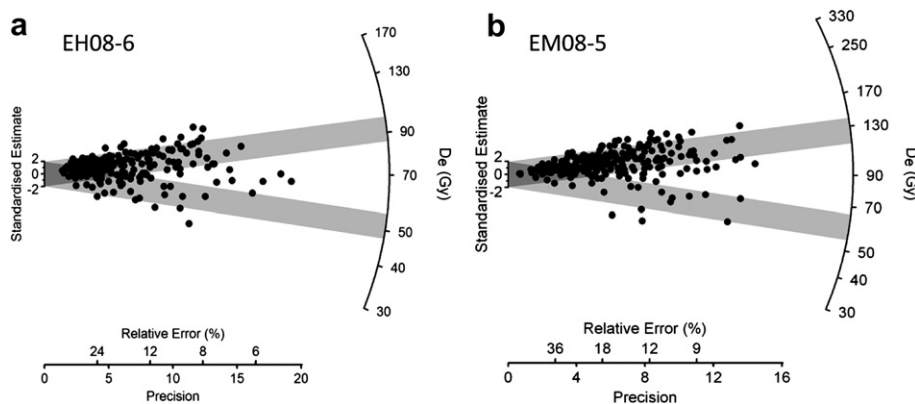 a
EH08-6
170
130
90
70
50
40
30
De (Gy)
Standardised Estimate
2
0
-2
Relative Error (%)
24 12 8 6
0 5 10 15 20
Precision
b
EM08-5
330
250
170
130
90
70
50
30
De (Gy)
Standardised Estimate
2
0
-2
Relative Error (%)
36 18 12 9
0 4 8 12 16
Precision